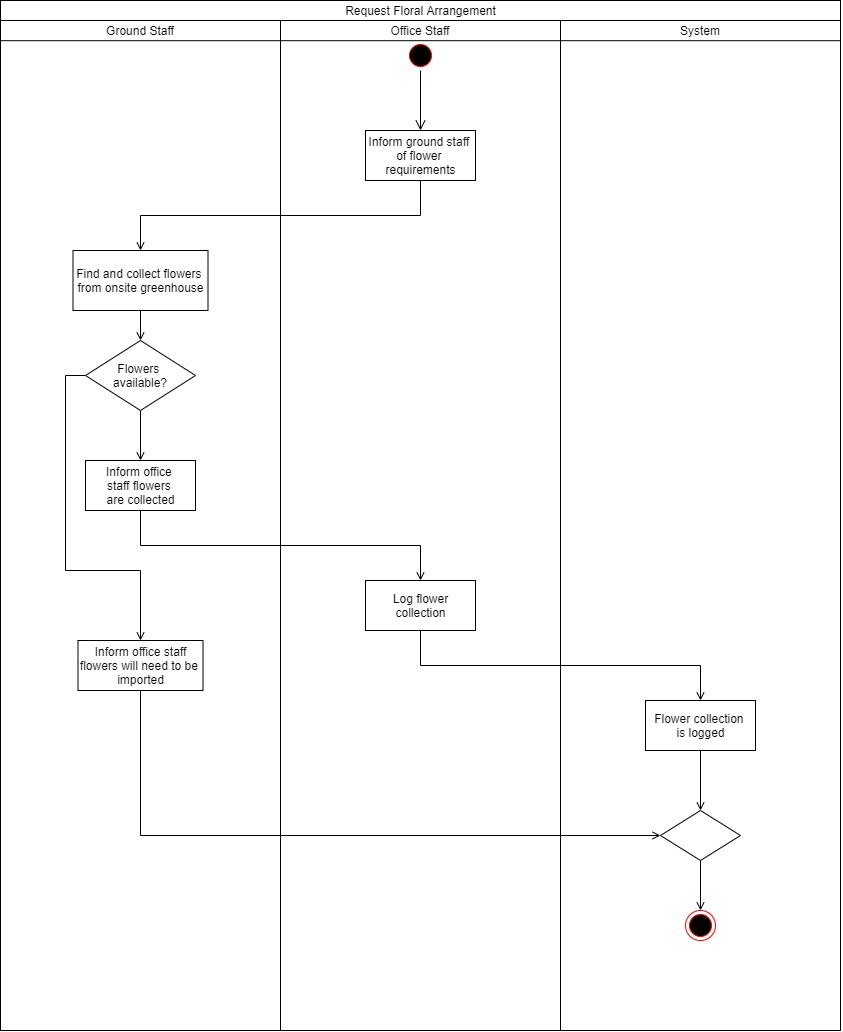 Request Floral Arrangement
Ground Staff
Office Staff
System
Inform ground staff
of flower
requirements
Find and collect flowers
from onsite greenhouse
Flowers
available?
Inform office
staff flowers
are collected
Log flower
collection
Inform office staff
flowers will need to be
imported
Flower collection
is logged